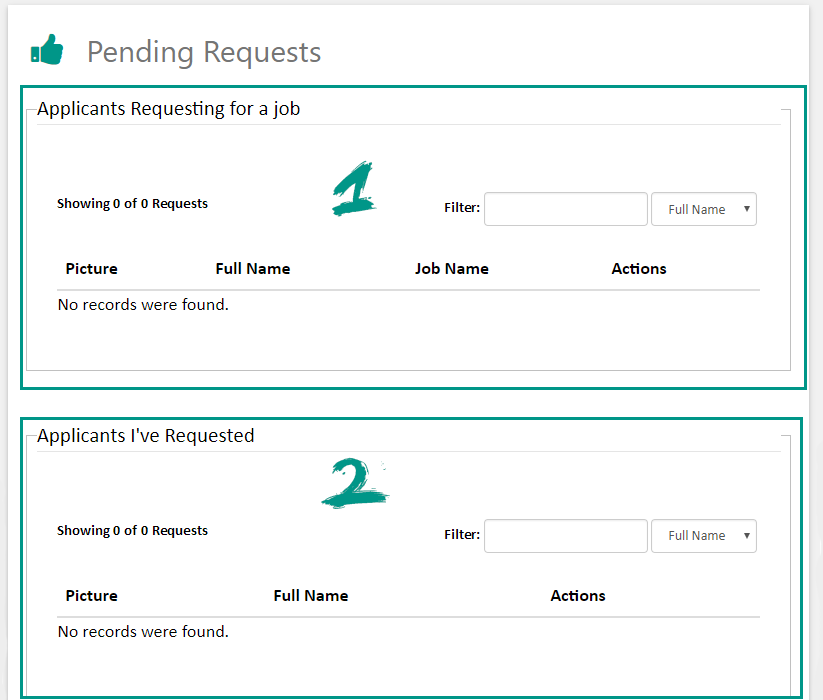 Pending Requests
Applicants Requesting for a job
1
Showing 0 of 0 Requests Filter: Full Name
Picture Full Name Job Name Actions
No records were found.
Applicants I've Requested
2
Showing 0 of 0 Requests Filter: Full Name
Picture Full Name Actions
No records were found.